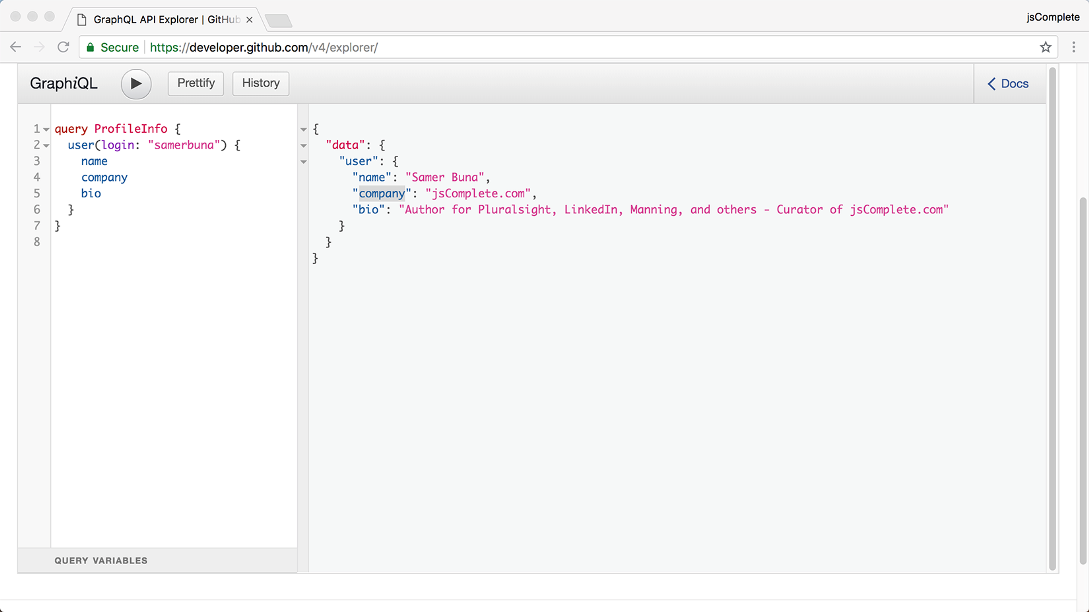 GraphQL API Explorer | GitHub
jsComplete
Secure https://developer.github.com/v4/explorer/
GraphiQL Prettify History Docs
1 query ProfileInfo {
2 user(login: "samerbuna") {
3 name
4 company
5 bio
6 }
7 }
8
{
"data": {
"user": {
"name": "Samer Buna",
"company": "jsComplete.com",
"bio": "Author for Pluralsight, LinkedIn, Manning, and others - Curator of jsComplete.com"
}
}
}
QUERY VARIABLES